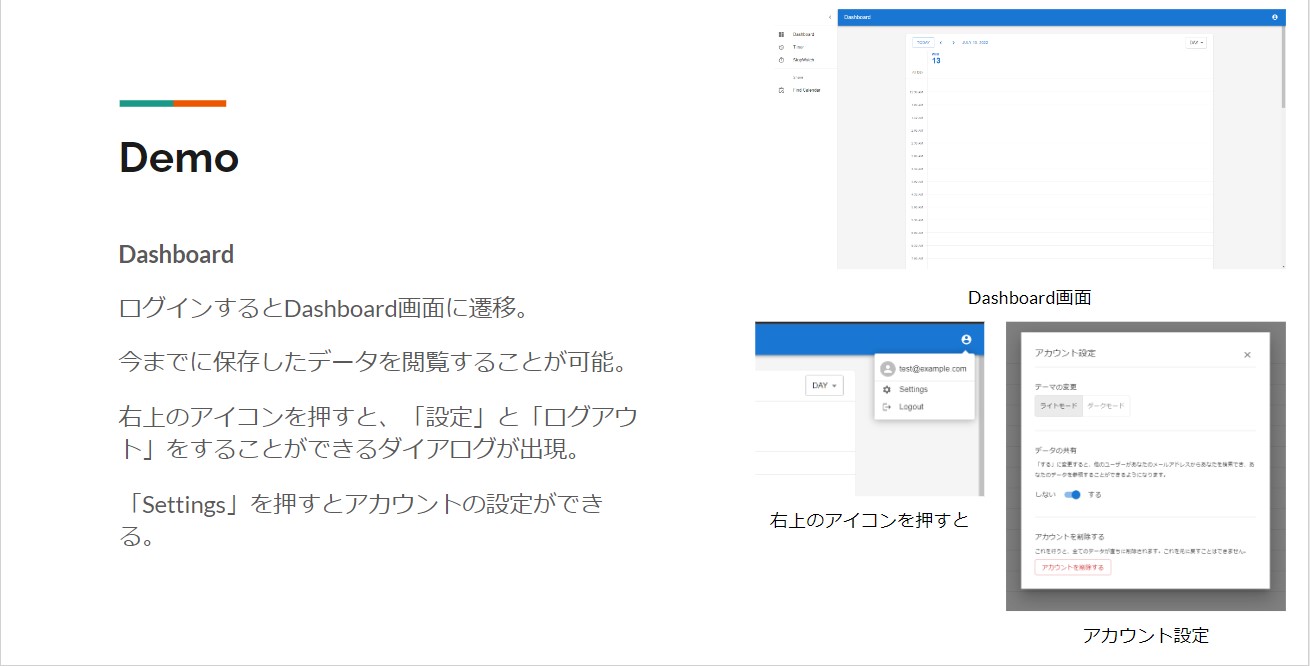 Demo
Dashboard
ログインするとDashboard画面に遷移。
今までに保存したデータを閲覧することが可能。
右上のアイコンを押すと、「設定」と「ログアウ
ト」をすることができるダイアログが出現。
「Settings」を押すとアカウントの設定ができ
る。
Dashboard
Dashboard
Timer
StopWatch
Find Calendar
TODAY
JULY 13, 2022
DAY
WED
13
Dashboard画面
test@example.com
DAY
Settings
Logout
右上のアイコンを押すと
アカウント設定
テーマの変更
ライトモード ダークモード
データの共有
「する」に変更すると、他のユーザーがあなたのメールアドレスからあなたを検索でき、あ
なたのデータを参照することができるようになります。
しない する
アカウントを削除する
これを行うと、全てのデータが直ちに削除されます。これを元に戻すことはできません。
アカウントを削除する
アカウント設定